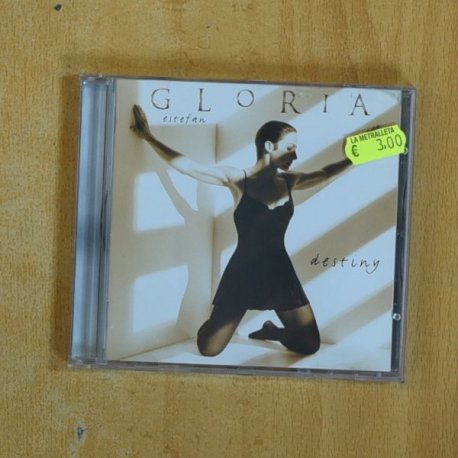 GLORIA
estefan
LA METRALLETA
€ 3,00
destiny